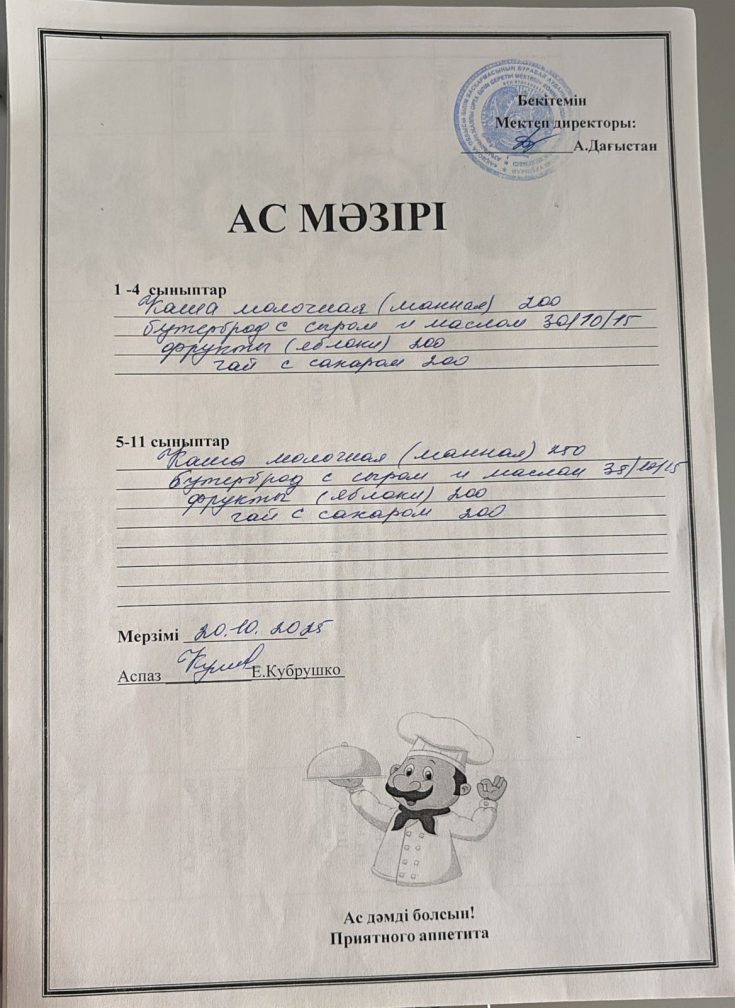 Бекітемін
Мектеп директоры:
А.Дағыстан
АС МӘЗІРІ
1 -4 сыныптар
Каша молочная (манная) 200
бутерброд с сыром и маслом 30/10/15
фрукты (яблоки) 200
чай с сахаром 200
5-11 сыныптар
Каша молочная (манная) 250
бутерброд с сыром и маслом 35/10/15
фрукты (яблоки) 200
чай с сахаром 200
Мерзімі 20.10.2025
Аспаз Е.Кубрушко
Ас дәмді болсын!
Приятного аппетита